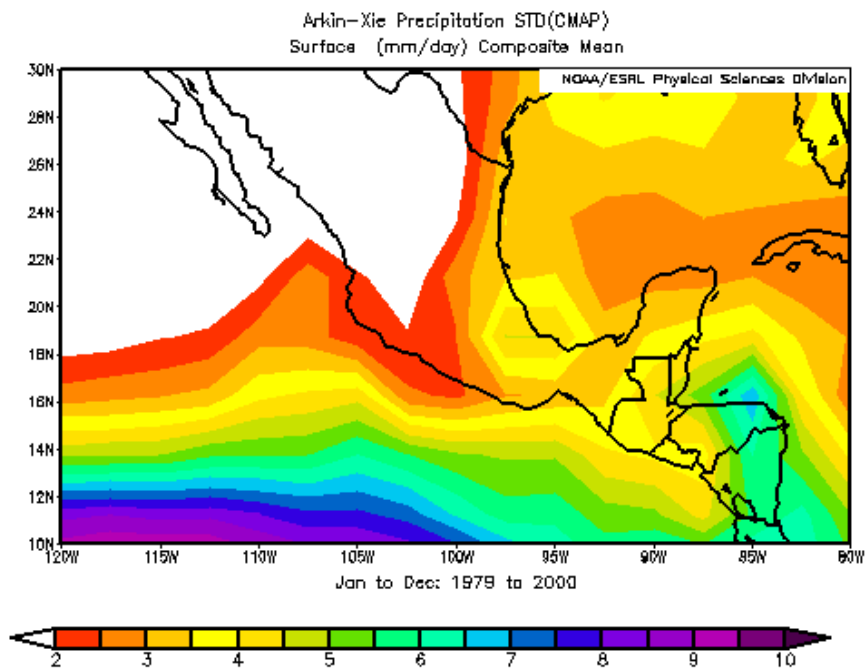 Arkin-Xie Precipitation STD(CMAP)
Surface (mm/day) Composite Mean
NOAA/ESRL Physical Sciences Division
30N
28N
26N
24N
22N
20N
18N
16N
14N
12N
10N
120W 115W 110W 105W 100W 95W 90W 85W 80W
Jan to Dec: 1979 to 2000
2 3 4 5 6 7 8 9 10